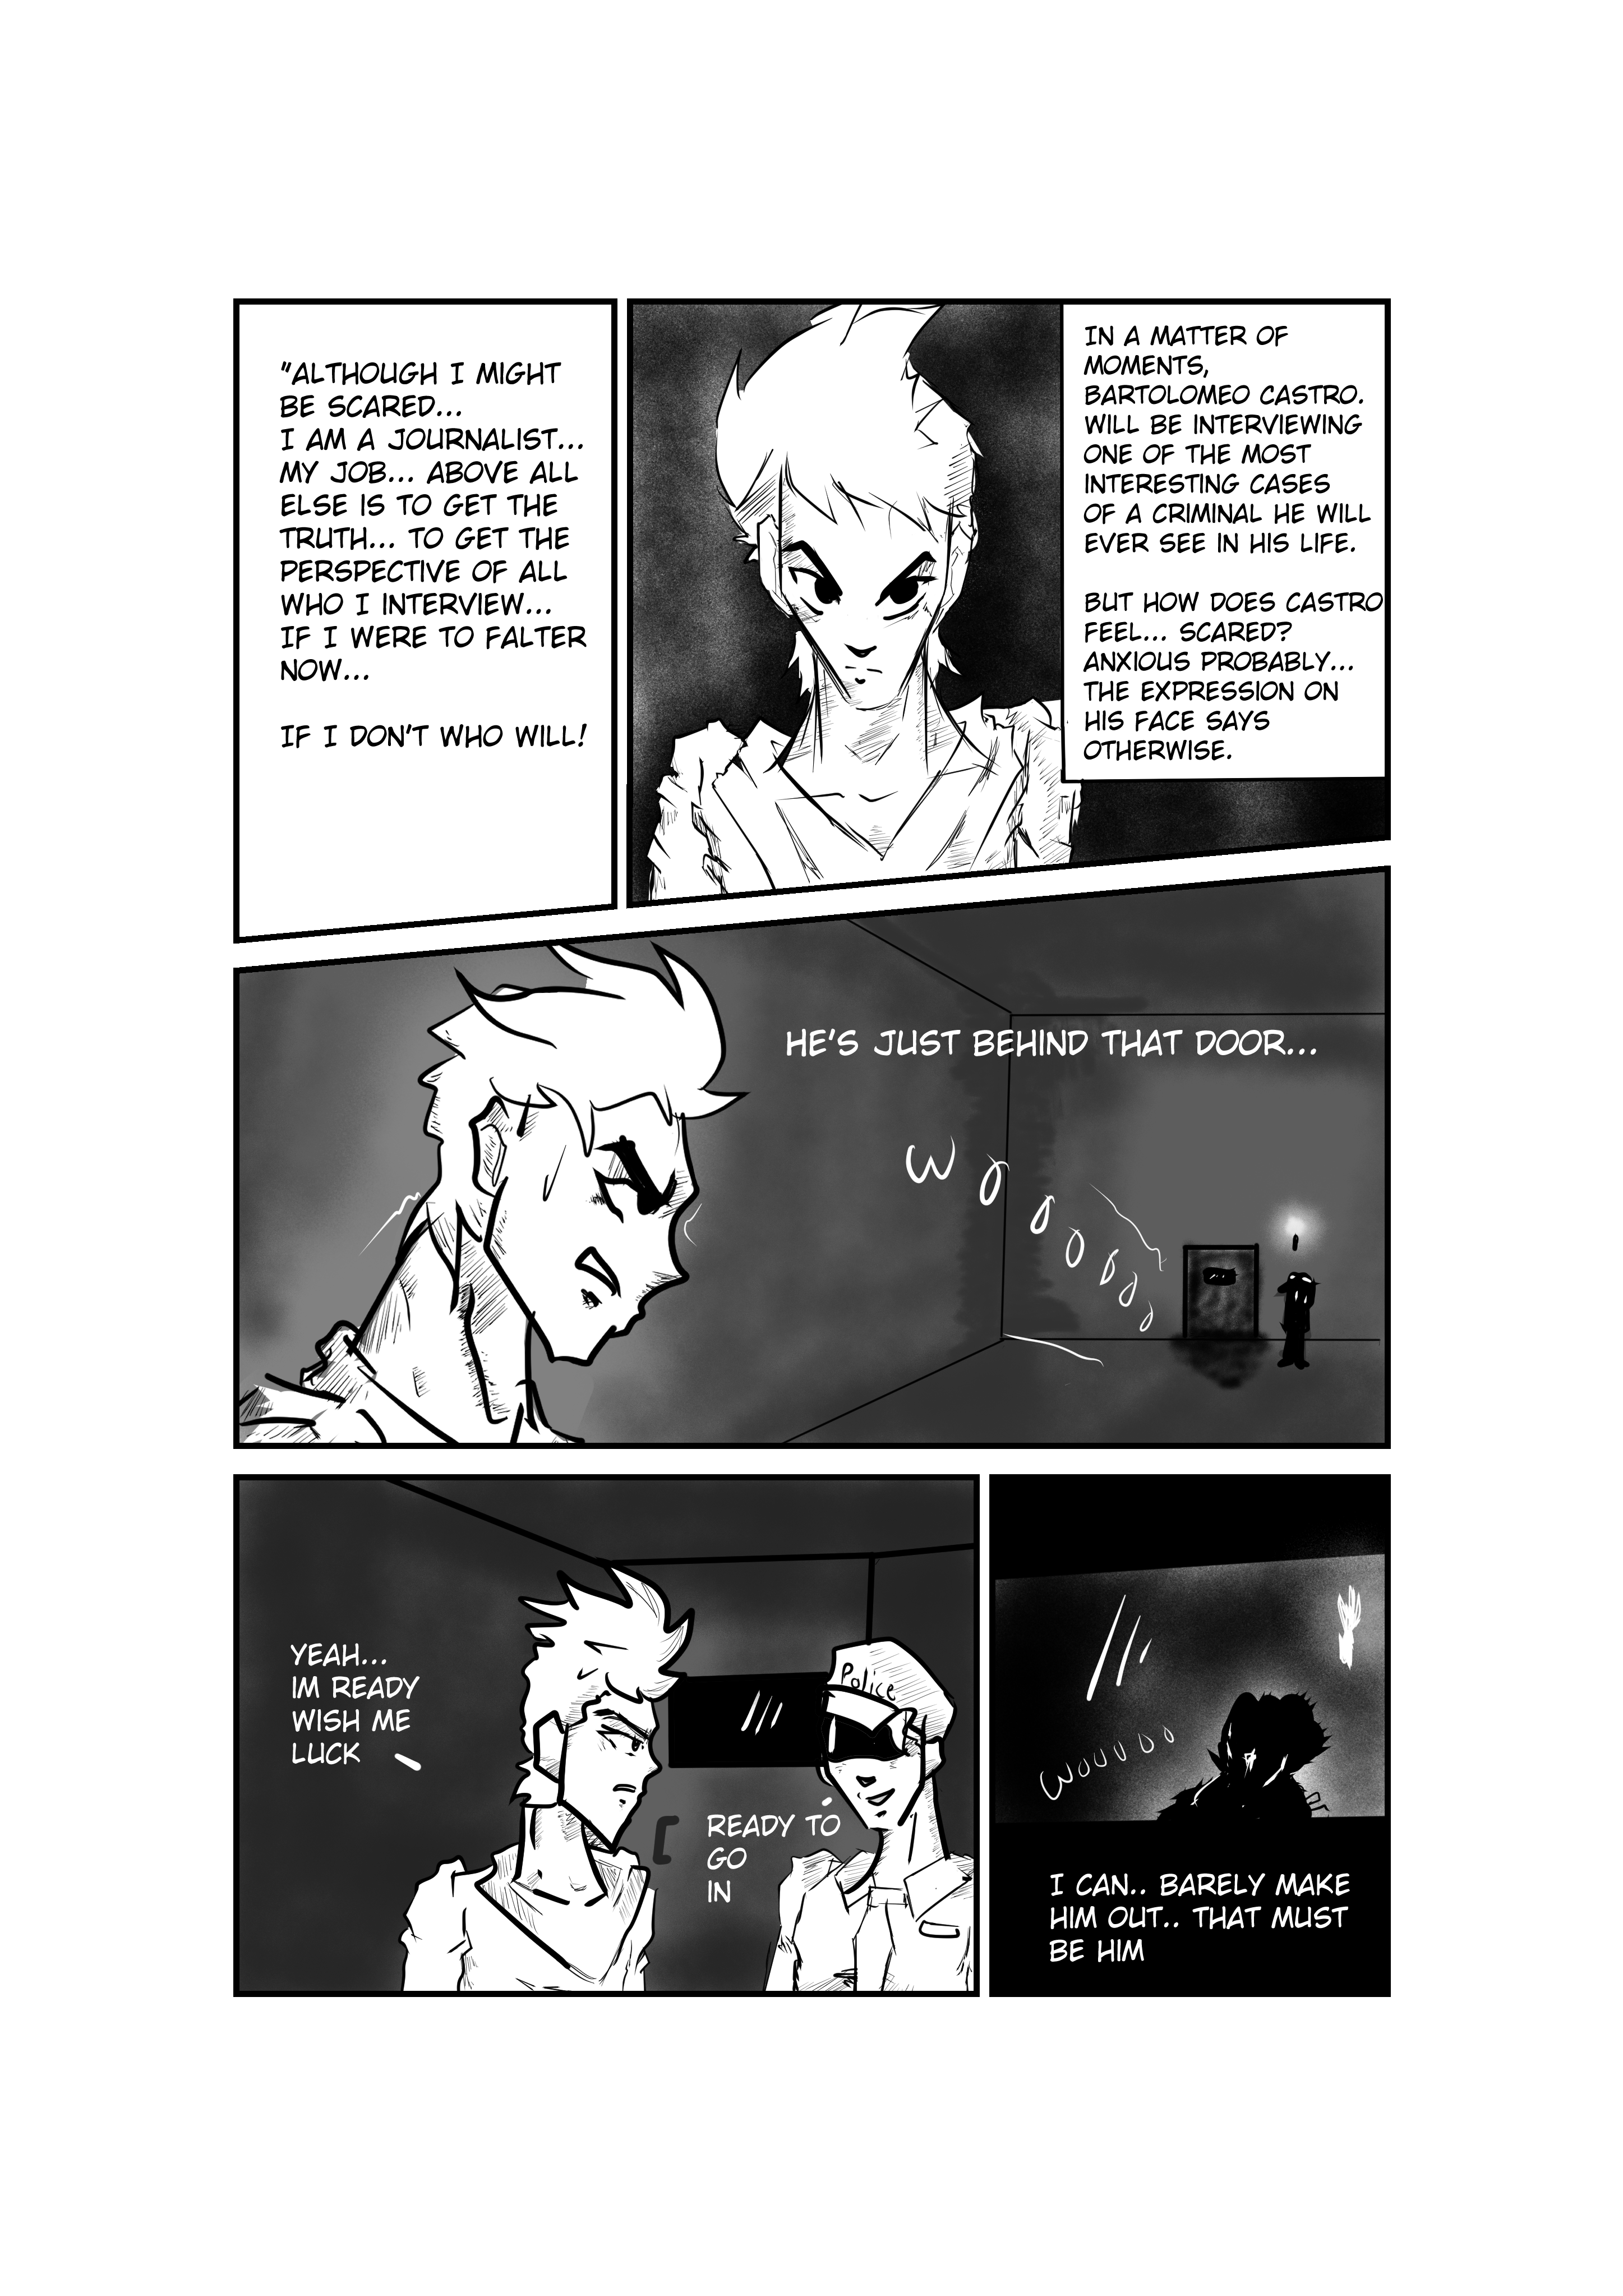 IN A MATTER OF
MOMENTS,
BARTOLOMEO CASTRO.
WILL BE INTERVIEWING
ONE OF THE MOST
INTERESTING CASES
OF A CRIMINAL HE WILL
EVER SEE IN HIS LIFE.
BUT HOW DOES CASTRO
FEEL... SCARED?
ANXIOUS PROBABLY...
THE EXPRESSION ON
HIS FACE SAYS
OTHERWISE.
"ALTHOUGH I MIGHT
BE SCARED...
I AM A JOURNALIST...
MY JOB... ABOVE ALL
ELSE IS TO GET THE
TRUTH... TO GET THE
PERSPECTIVE OF ALL
WHO I INTERVIEW...
IF I WERE TO FALTER
NOW...
IF I DON'T WHO WILL!
HE'S JUST BEHIND THAT DOOR...
WOOOOOO
I CAN.. BARELY MAKE
HIM OUT.. THAT MUST
BE HIM
Police
READY TO
GO
IN
YEAH...
IM READY
WISH ME
LUCK